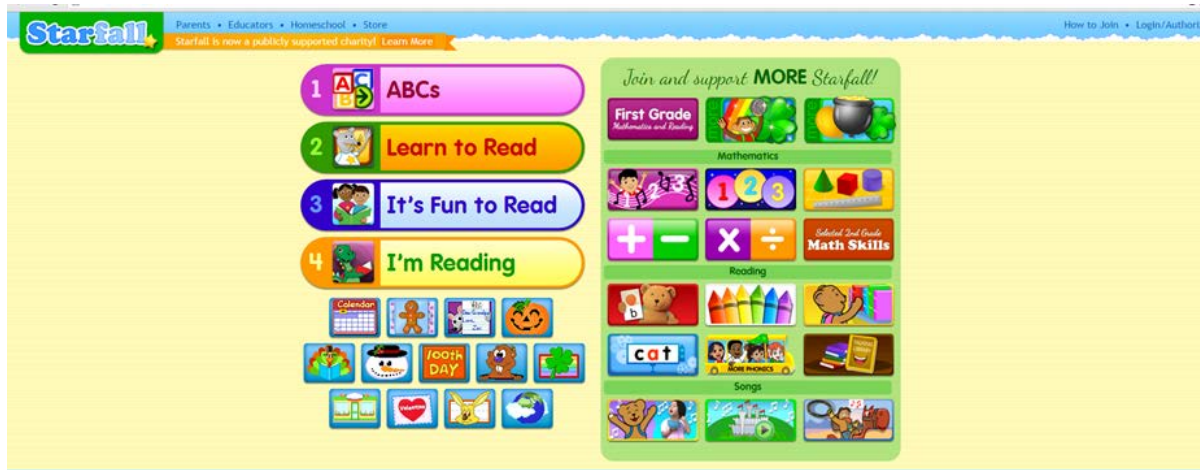 Starfall
Parents • Educators • Homeschool • Store
Starfall is now a publicly supported charity! Learn More
How to Join • Login/Authori
1 ABCs
2 Learn to Read
3 It's Fun to Read
4 I'm Reading
Calendar
100th
DAY
Valentine
Join and support MORE Starfall!
First Grade
Mathematics and Reading
Mathematics
1 2 3
+ − X ÷
Selected 2nd Grade
Math Skills
Reading
b
cat
MORE PHONICS
Songs